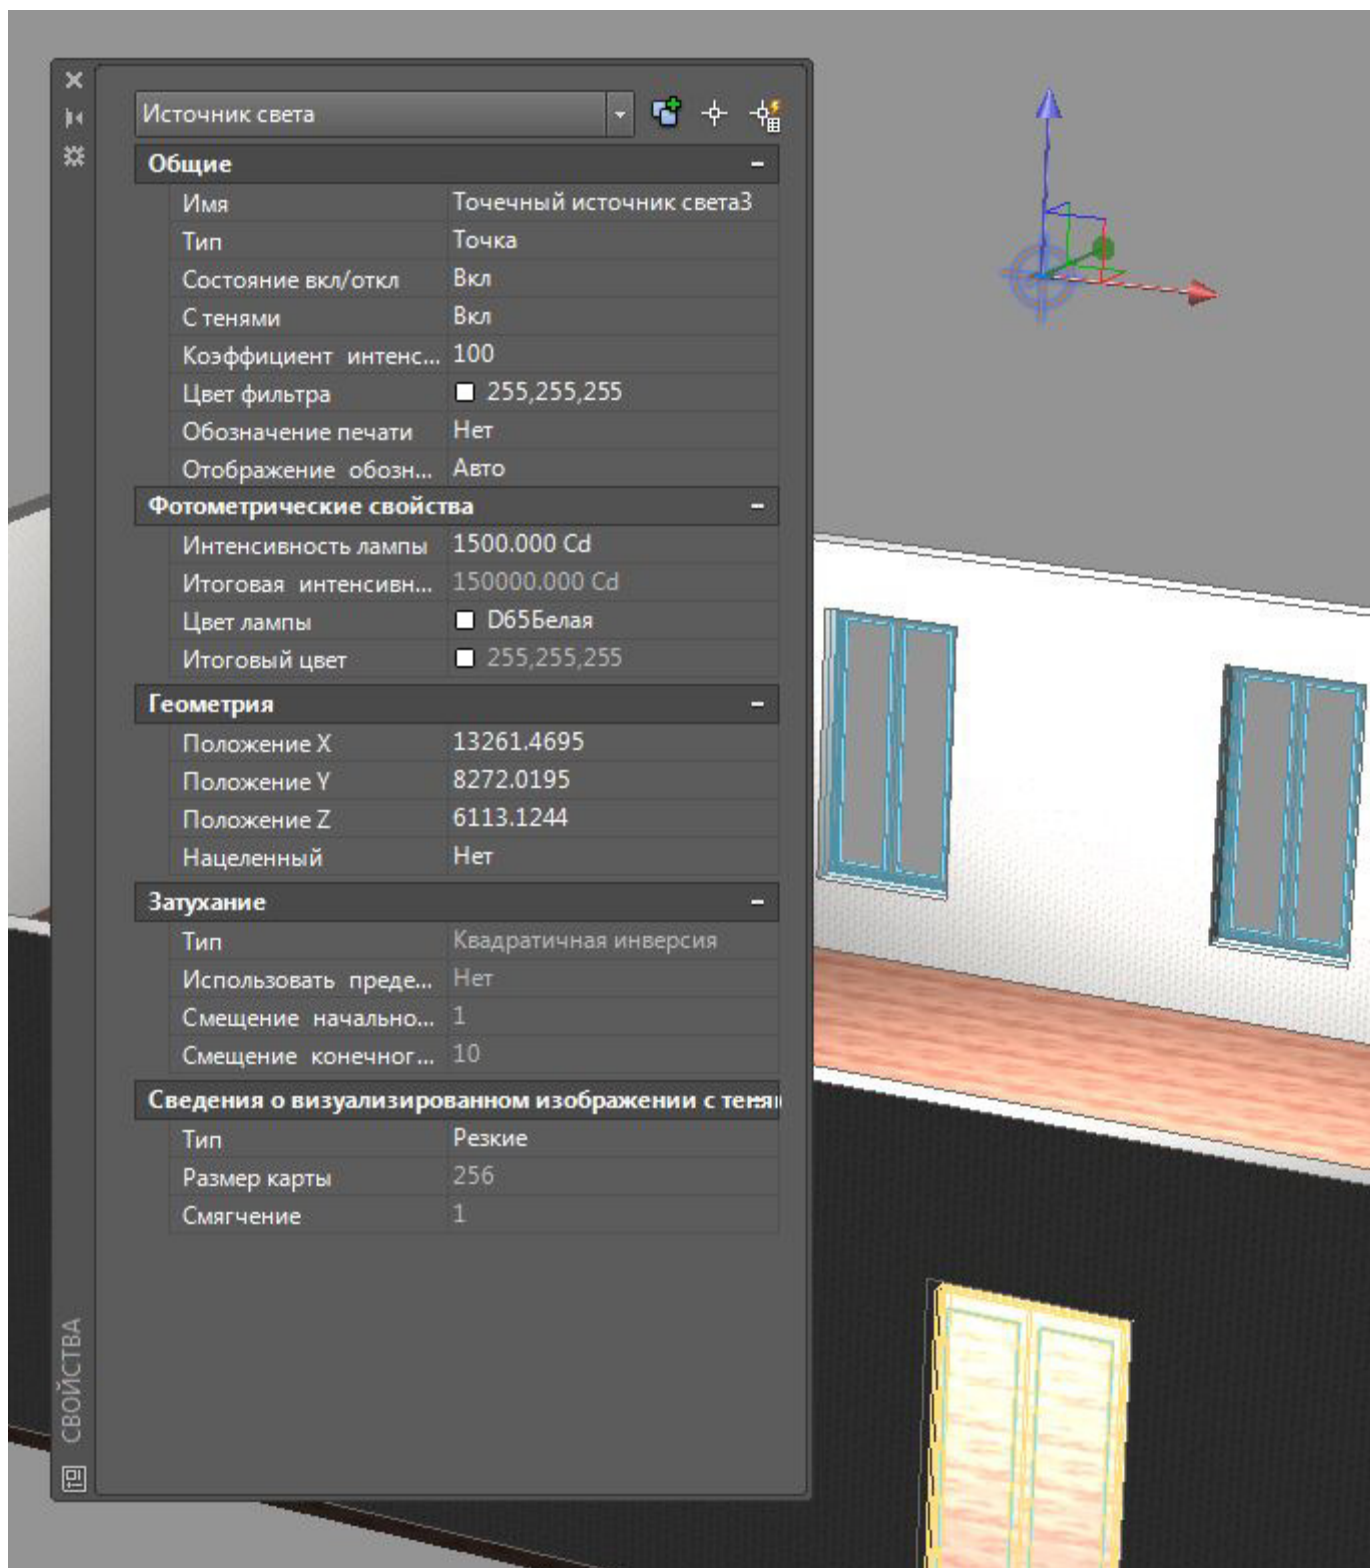 Источник света
Общие
Имя Точечный источник света3
Тип Точка
Состояние вкл/откл Вкл
С тенями Вкл
Коэффициент интенс... 100
Цвет фильтра 255,255,255
Обозначение печати Нет
Отображение обозн... Авто
Фотометрические свойства
Интенсивность лампы 1500.000 Cd
Итоговая интенсивн... 150000.000 Cd
Цвет лампы D65Белая
Итоговый цвет 255,255,255
Геометрия
Положение X 13261.4695
Положение Y 8272.0195
Положение Z 6113.1244
Нацеленный Нет
Затухание
Тип Квадратичная инверсия
Использовать преде... Нет
Смещение начально... 1
Смещение конечног... 10
Сведения о визуализированном изображении с теня
Тип Резкие
Размер карты 256
Смягчение 1
СВОЙСТВА